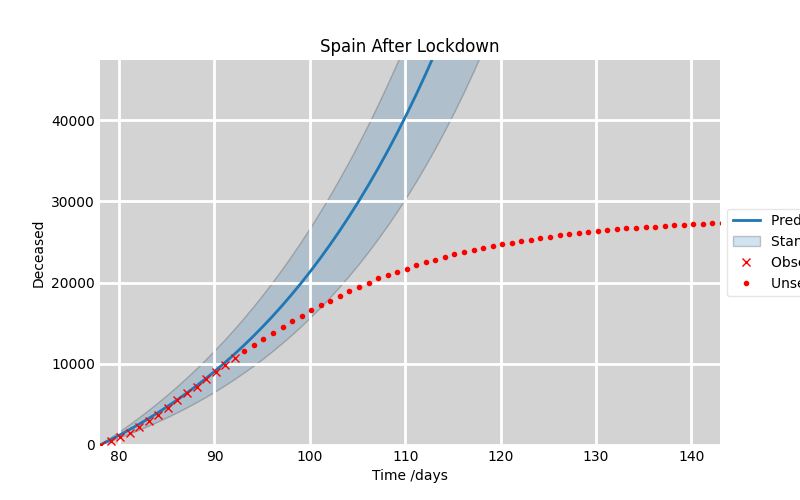 Spain After Lockdown
Deceased
40000
30000
20000
10000
0
80 90 100 110 120 130 140
Time /days
Pred
Stan
Obse
Unse